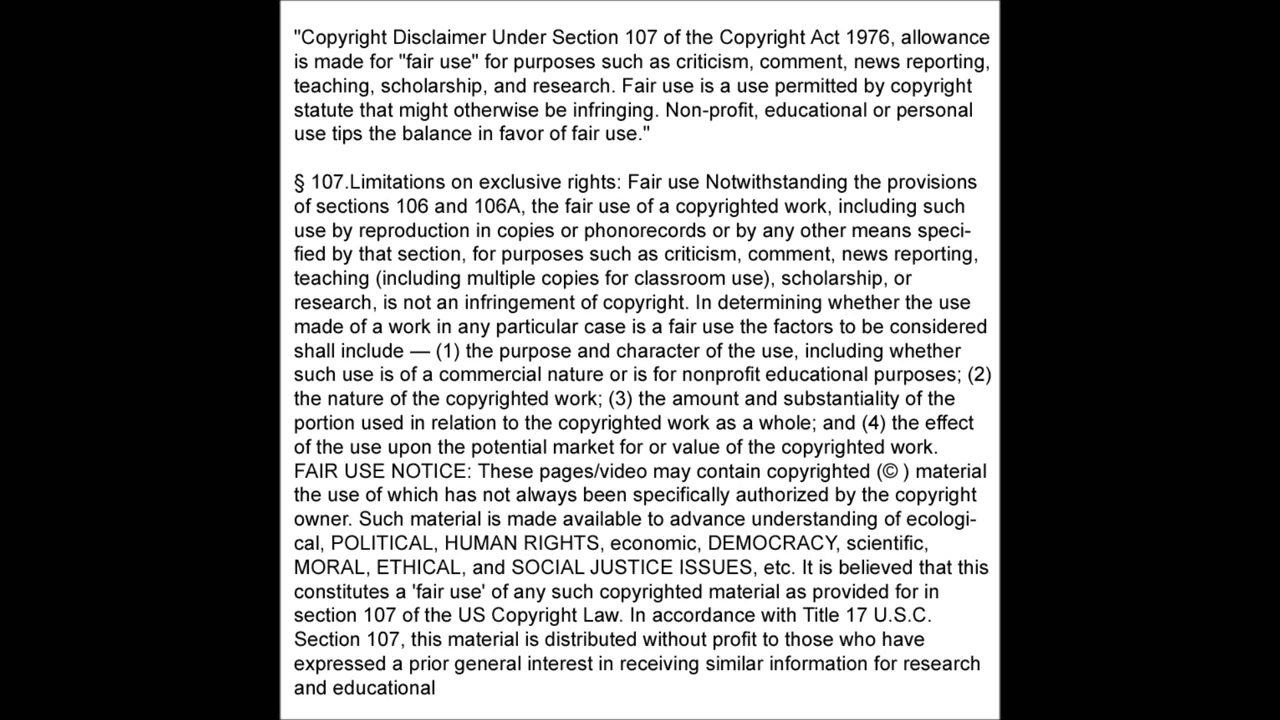 "Copyright Disclaimer Under Section 107 of the Copyright Act 1976, allowance
is made for "fair use" for purposes such as criticism, comment, news reporting,
teaching, scholarship, and research. Fair use is a use permitted by copyright
statute that might otherwise be infringing. Non-profit, educational or personal
use tips the balance in favor of fair use."
§ 107.Limitations on exclusive rights: Fair use Notwithstanding the provisions
of sections 106 and 106A, the fair use of a copyrighted work, including such
use by reproduction in copies or phonorecords or by any other means speci-
fied by that section, for purposes such as criticism, comment, news reporting,
teaching (including multiple copies for classroom use), scholarship, or
research, is not an infringement of copyright. In determining whether the use
made of a work in any particular case is a fair use the factors to be considered
shall include — (1) the purpose and character of the use, including whether
such use is of a commercial nature or is for nonprofit educational purposes; (2)
the nature of the copyrighted work; (3) the amount and substantiality of the
portion used in relation to the copyrighted work as a whole; and (4) the effect
of the use upon the potential market for or value of the copyrighted work.
FAIR USE NOTICE: These pages/video may contain copyrighted (© ) material
the use of which has not always been specifically authorized by the copyright
owner. Such material is made available to advance understanding of ecologi-
cal, POLITICAL, HUMAN RIGHTS, economic, DEMOCRACY, scientific,
MORAL, ETHICAL, and SOCIAL JUSTICE ISSUES, etc. It is believed that this
constitutes a 'fair use' of any such copyrighted material as provided for in
section 107 of the US Copyright Law. In accordance with Title 17 U.S.C.
Section 107, this material is distributed without profit to those who have
expressed a prior general interest in receiving similar information for research
and educational